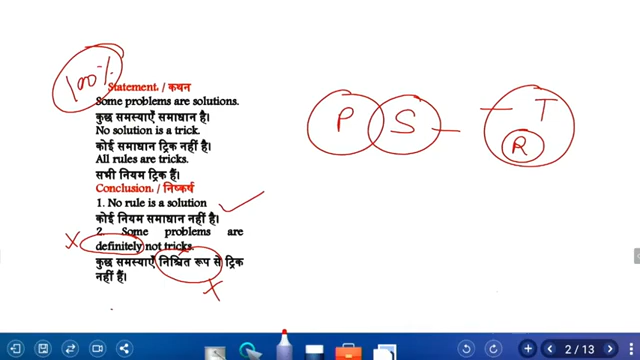 100%
Statement / कथन
Some problems are solutions.
कुछ समस्याएँ समाधान है।
No solution is a trick.
कोई समाधान ट्रिक नहीं है।
All rules are tricks.
सभी नियम ट्रिक हैं।
Conclusion / निष्कर्ष
1. No rule is a solution
कोई नियम समाधान नहीं है।
2. Some problems are
definitely not tricks.
कुछ समस्याएँ निश्चित रूप से ट्रिक
नहीं हैं।
P S T
R
2 / 13